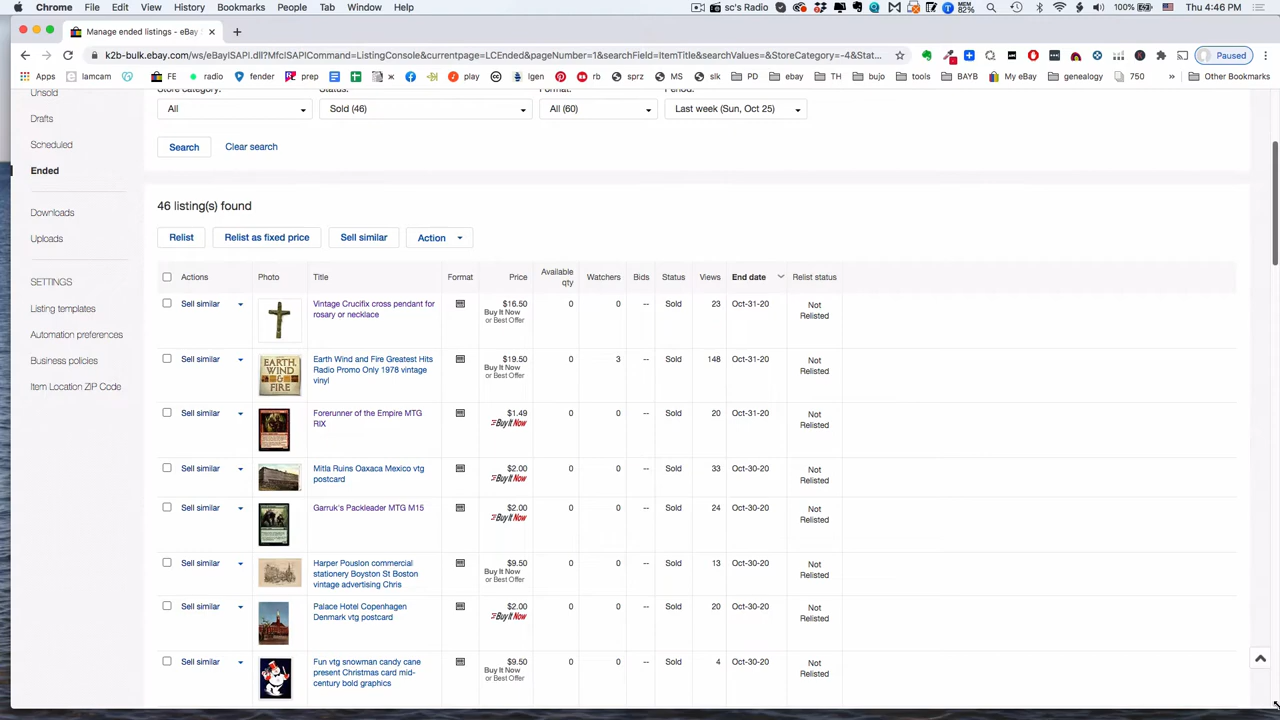 Chrome File Edit View History Bookmarks People Tab Window Help sc's Radio MEM 82% 100% Thu 4:46 PM
Manage ended listings - eBay
k2b-bulk.ebay.com/ws/eBayISAPI.dll?MfcISAPICommand=ListingConsole&currentpage=LCEnded&pageNumber=1&searchField=ItemTitle&searchValues=&StoreCategory=-4&Stat... Paused
Apps lamcam FE radio fender prep play igen rb sprz MS slk PD ebay TH bujo tools BAYB My eBay genealogy 750 » Other Bookmarks
Unsold
Drafts
Scheduled
Ended
Downloads
Uploads
SETTINGS
Listing templates
Automation preferences
Business policies
Item Location ZIP Code
All Sold (46) All (60) Last week (Sun, Oct 25)
Search Clear search
46 listing(s) found
Relist Relist as fixed price Sell similar Action
Actions Photo Title Format Price Available qty Watchers Bids Status Views End date Relist status
Sell similar Vintage Crucifix cross pendant for $16.50 0 0 -- Sold 23 Oct-31-20 Not
rosary or necklace Buy It Now Relisted
or Best Offer
Sell similar EARTH, WIND & FIRE Earth Wind and Fire Greatest Hits $19.50 0 3 -- Sold 148 Oct-31-20 Not
Radio Promo Only 1978 vintage Buy It Now Relisted
vinyl or Best Offer
Sell similar Forerunner of the Empire MTG $1.49 0 0 -- Sold 20 Oct-31-20 Not
RIX Buy It Now Relisted
Sell similar Mitla Ruins Oaxaca Mexico vtg $2.00 0 0 -- Sold 33 Oct-30-20 Not
postcard Buy It Now Relisted
Sell similar Garruk's Packleader MTG M15 $2.00 0 0 -- Sold 24 Oct-30-20 Not
Buy It Now Relisted
Sell similar Harper Pouslon commercial $9.50 0 0 -- Sold 13 Oct-30-20 Not
stationery Boyston St Boston Buy It Now Relisted
vintage advertising Chris or Best Offer
Sell similar Palace Hotel Copenhagen $2.00 0 0 -- Sold 20 Oct-30-20 Not
Denmark vtg postcard Buy It Now Relisted
Sell similar Fun vtg snowman candy cane $9.50 0 0 -- Sold 4 Oct-30-20 Not
present Christmas card mid- Buy It Now Relisted
century bold graphics or Best Offer